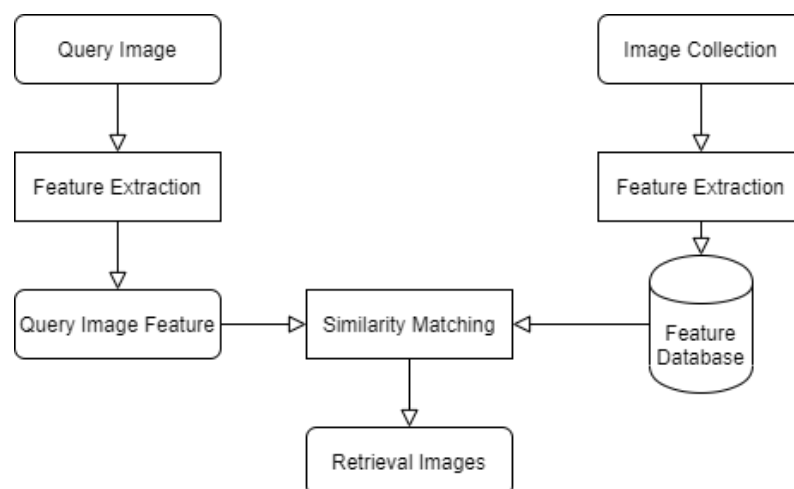 Query Image
Image Collection
Feature Extraction
Feature Extraction
Query Image Feature
Similarity Matching
Feature
Database
Retrieval Images